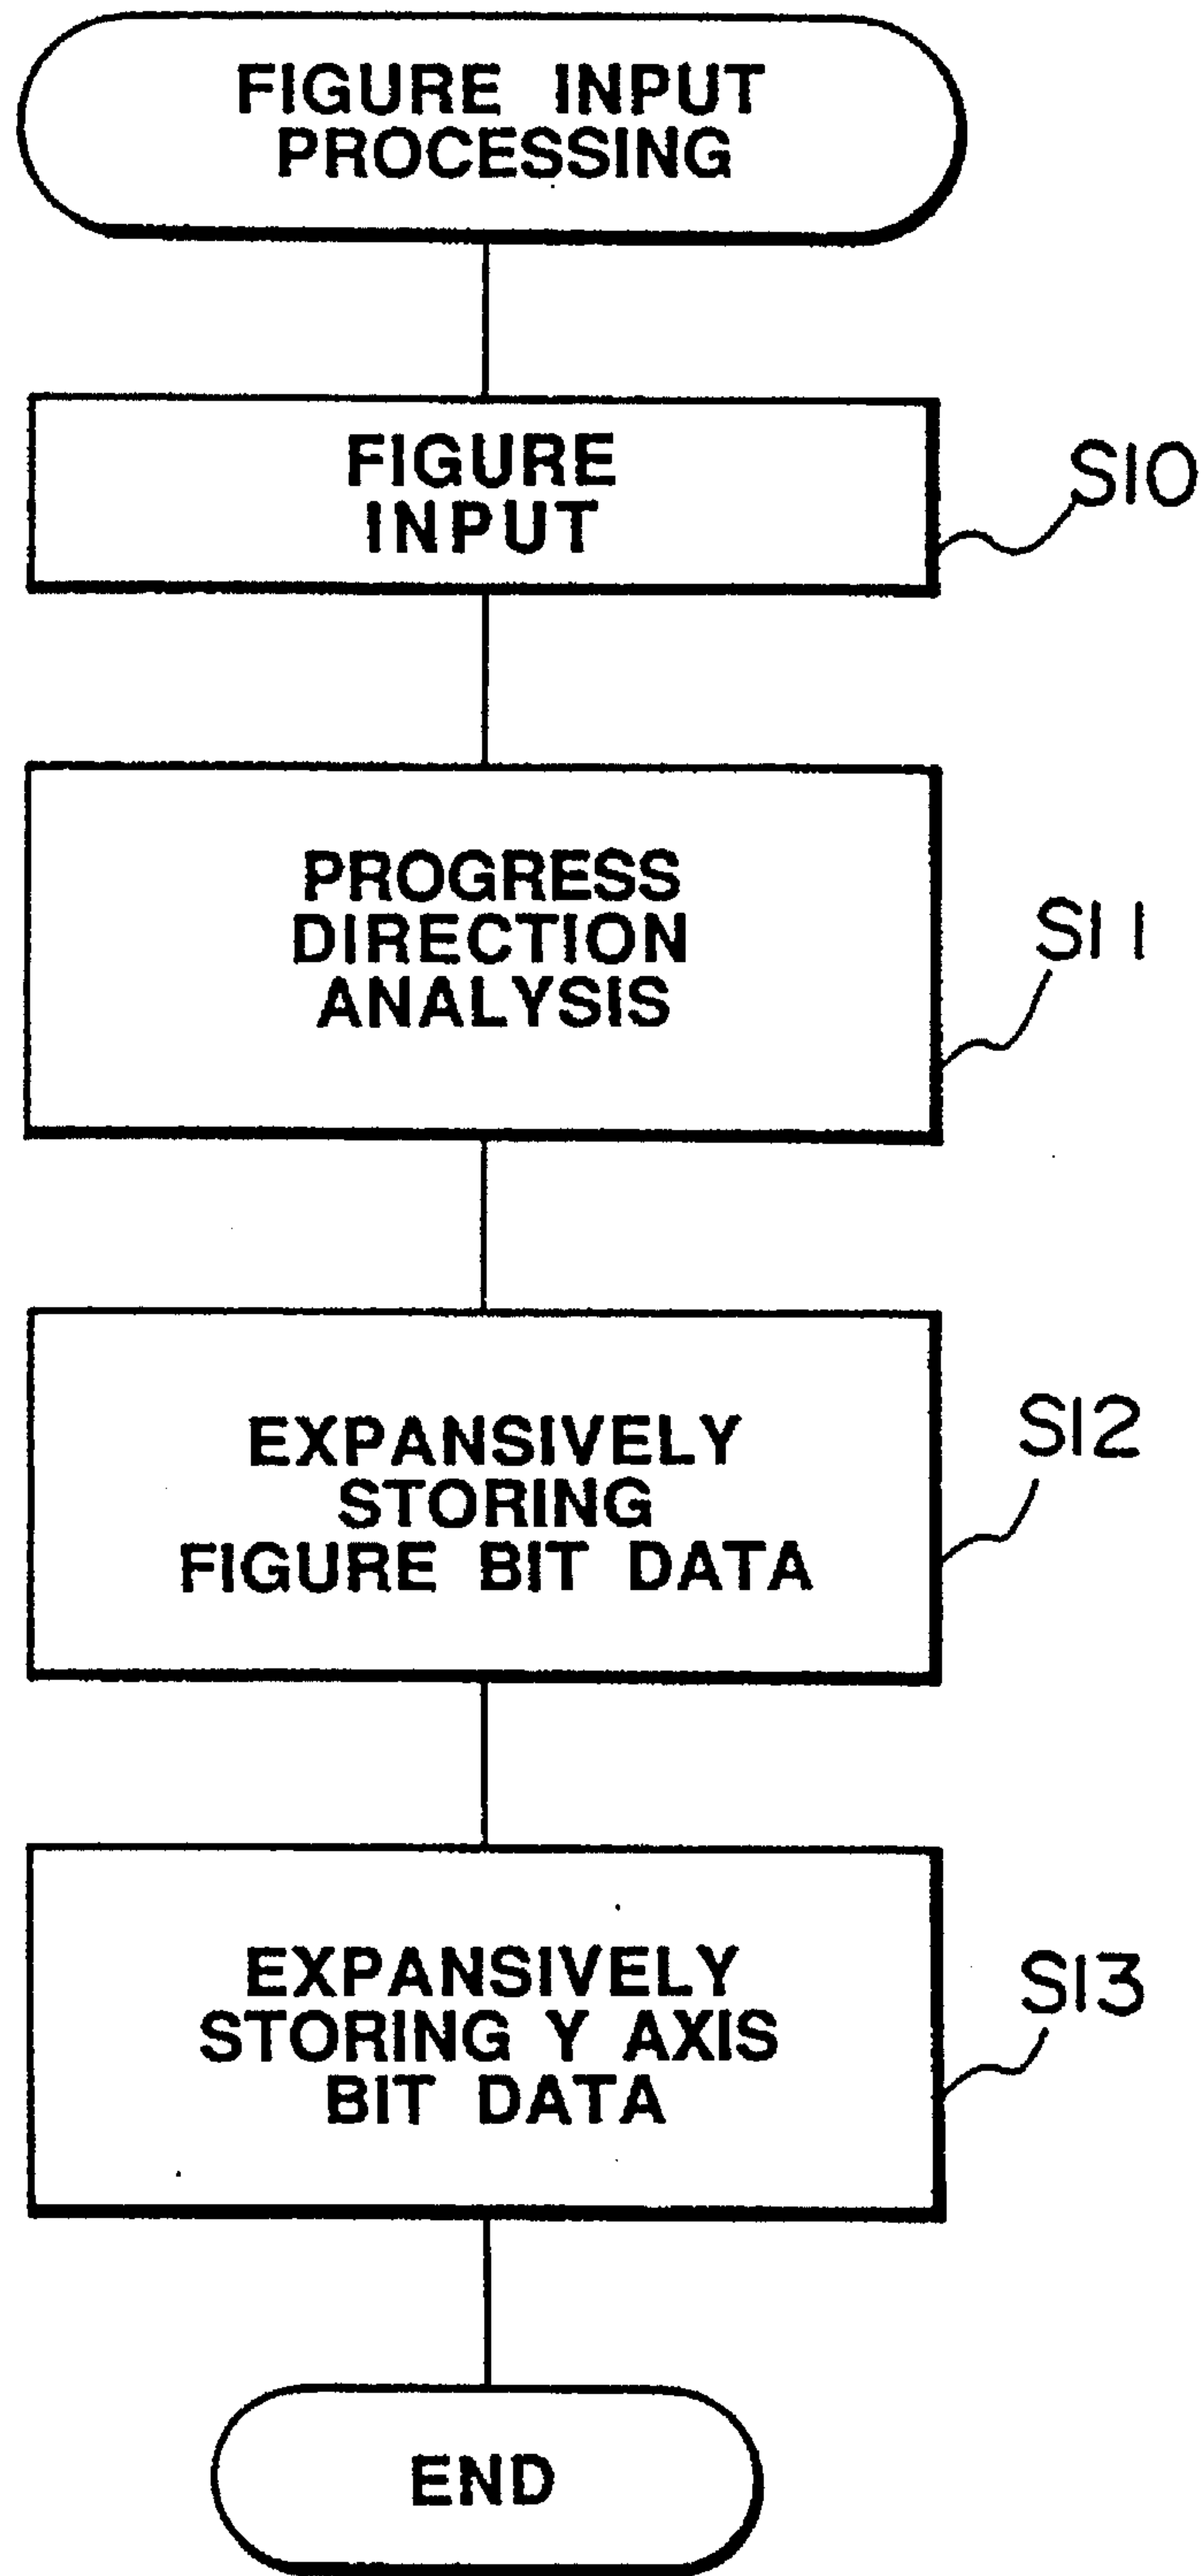 FIGURE INPUT
PROCESSING
FIGURE
INPUT
S10
PROGRESS
DIRECTION
ANALYSIS
S11
EXPANSIVELY
STORING
FIGURE BIT DATA
S12
EXPANSIVELY
STORING Y AXIS
BIT DATA
S13
END